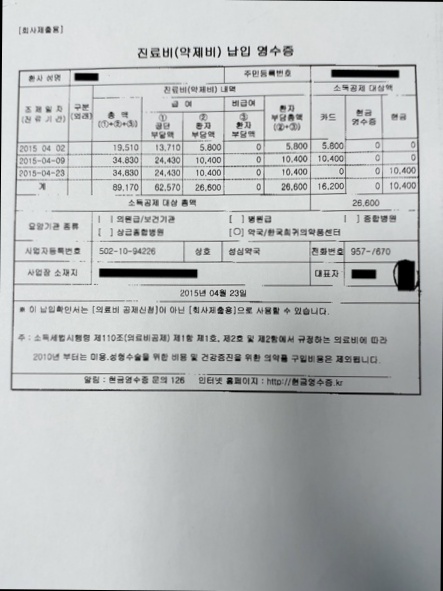 [회사제출용]
진료비(약제비) 납입 영수증
환자 성명 주민등록번호
조제일자 (진료기간) 구분 (외래) 진료비(약제비) 내역 소득공제 대상액
총 액 (①+②+③) 급 여 비급여 환자 부담총액 (②+③) 카드 현금 영수증 현금
① 공단 부담액 ② 환자 부담액 ③ 환자 부담액
2015 04 02 19,510 13,710 5,800 0 5,800 5,800 0 0
2015-04-09 34,830 24,430 10,400 0 10,400 10,400 0 0
2015-04-23 34,830 24,430 10,400 0 10,400 0 0 10,400
계 89,170 62,570 26,600 0 26,600 16,200 0 10,400
소득공제 대상 총액 26,600
요양기관 종류 [ ] 의원급/보건기관 [ ] 병원급 [ ] 종합병원
[ ] 상급종합병원 [○] 약국/한국희귀의약품센터
사업자등록번호 502-10-94226 상호 성심약국 전화번호 957-/670
사업장 소재지 대표자
2015년 04월 23일
※ 이 납입확인서는 [의료비 공제신청]이 아닌 [회사제출용]으로 사용할 수 있습니다.
주 : 소득세법시행령 제110조(의료비공제) 제1항 제1호, 제2호 및 제2항에서 규정하는 의료비에 따라
2010년 부터는 미용,성형수술을 위한 비용 및 건강증진을 위한 의약품 구입비용은 제외됩니다.
알림 : 현금영수증 문의 126 인터넷 홈페이지 : http://현금영수증.kr